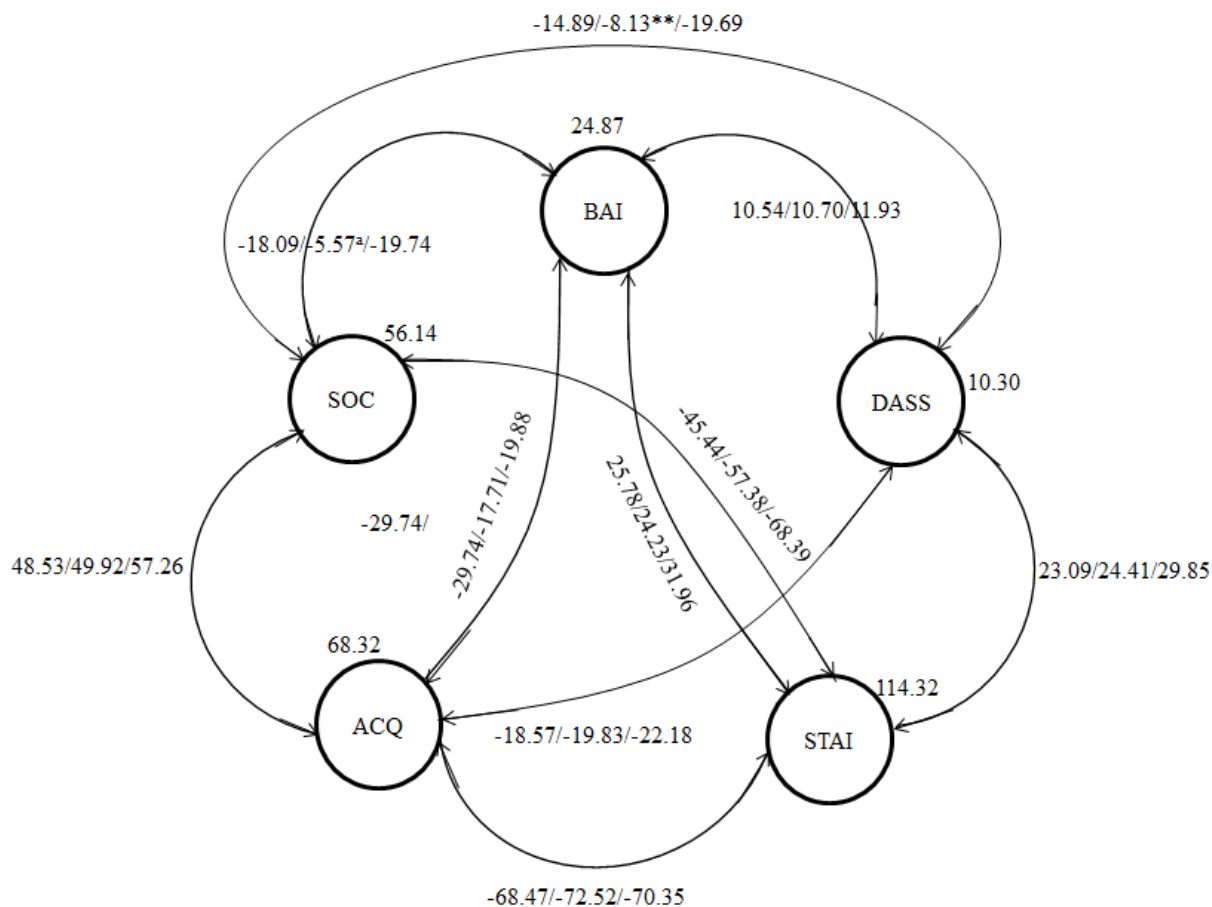 -14.89/-8.13**/-19.69
24.87
BAI
10.54/10.70/11.93
-18.09/-5.57ª/-19.74
56.14
SOC
10.30
DASS
-29.74/-17.71/-19.88
-45.44/-57.38/-68.39
25.78/24.23/31.96
-29.74/
48.53/49.92/57.26
23.09/24.41/29.85
68.32
ACQ
114.32
STAI
-18.57/-19.83/-22.18
-68.47/-72.52/-70.35